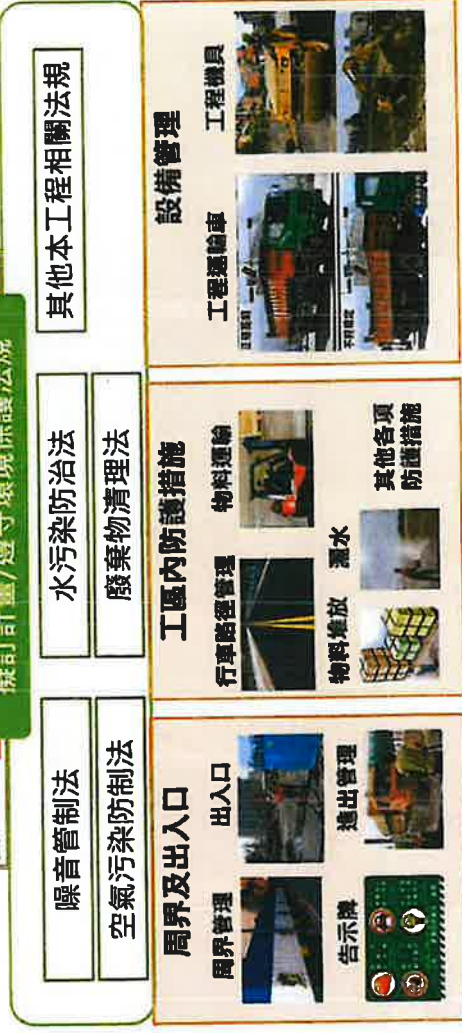 擬訂計畫/遵守環境保護法規
噪音管制法
空氣污染防制法
水污染防治法
廢棄物清理法
其他本工程相關法規
周界及出入口
周界管理
出入口
告示牌
進出管理
工區內防護措施
行車路徑管理
物料運輸
物料堆放
灑水
其他各項
防護措施
設備管理
工程運輸車
工程機具